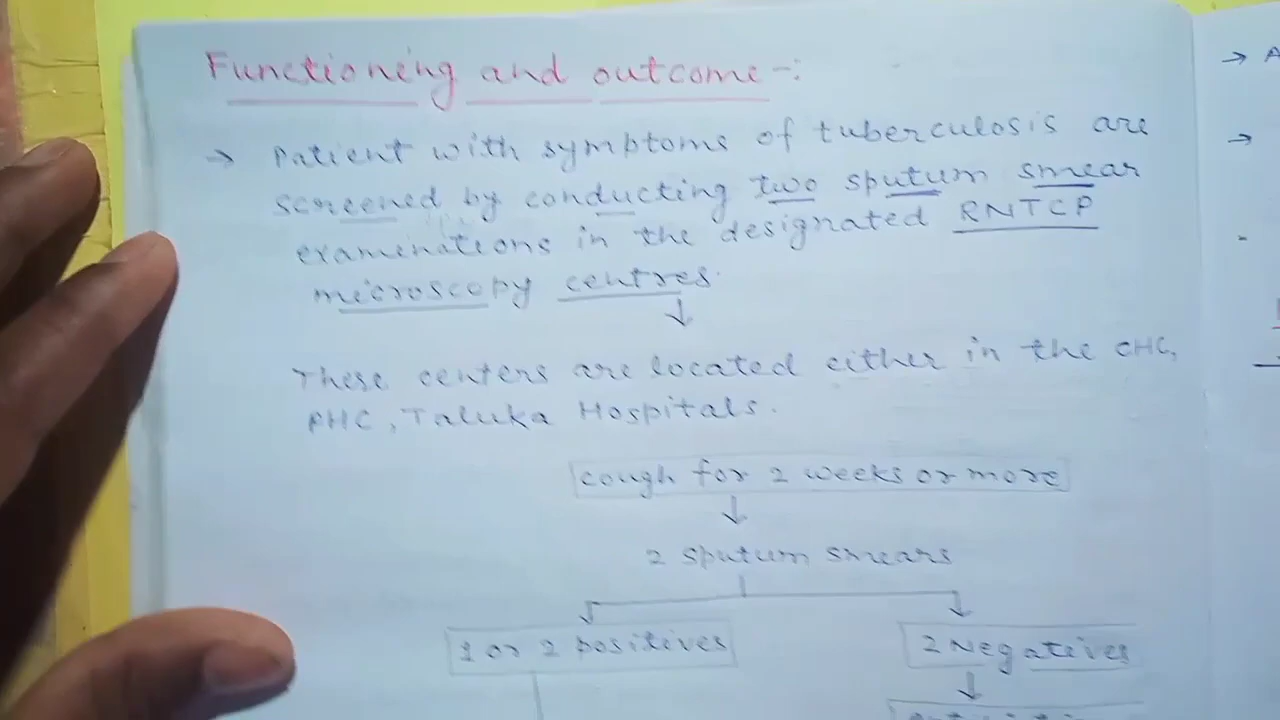 Functioning and outcome -:
→ Patient with symptoms of tuberculosis are
screened by conducting two sputum smear
examinations in the designated RNTCP
microscopy centres.
↓
These centers are located either in the CHC,
PHC, Taluka Hospitals.
cough for 2 weeks or more
↓
2 sputum smears
1 or 2 positives
2 Negatives
↓
→ A
→
-